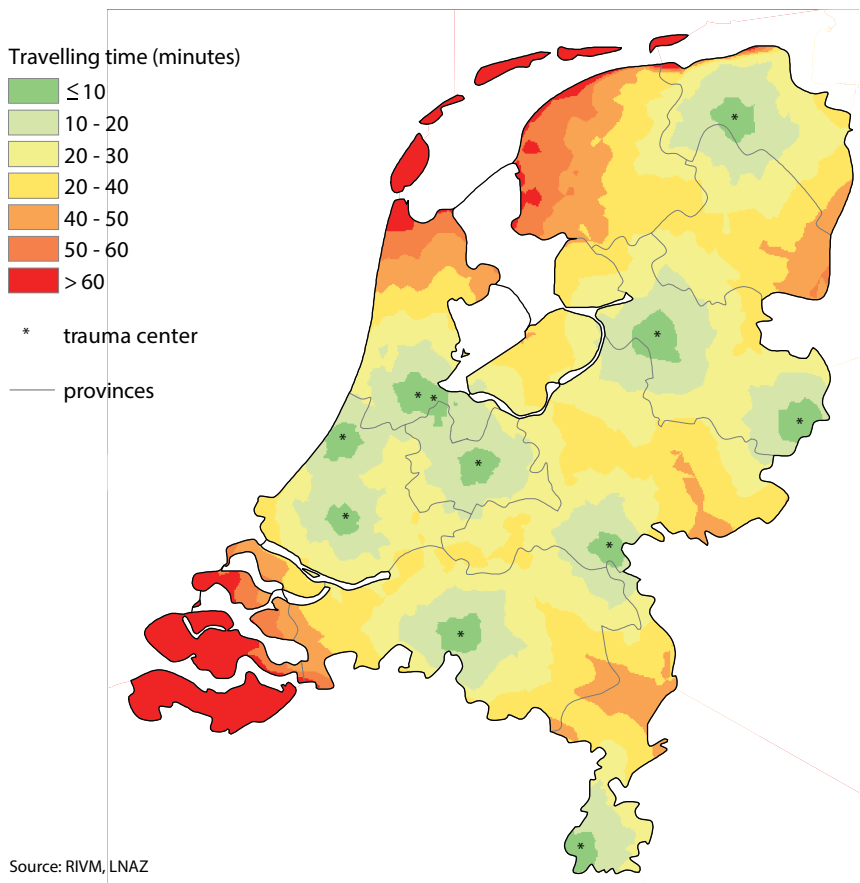 Travelling time (minutes)
≤ 10
10 - 20
20 - 30
20 - 40
40 - 50
50 - 60
> 60
* trauma center
provinces
Source: RIVM, LNAZ